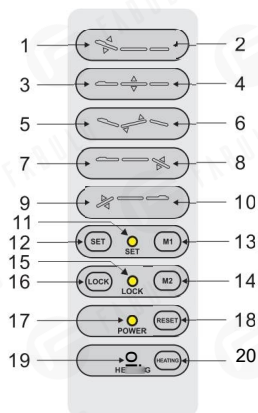 1 2
3 4
5 6
7 8
9 10
11
12 SET M1 13
SET
15
16 LOCK M2 14
LOCK
17 RESET 18
POWER
19 HEATING 20